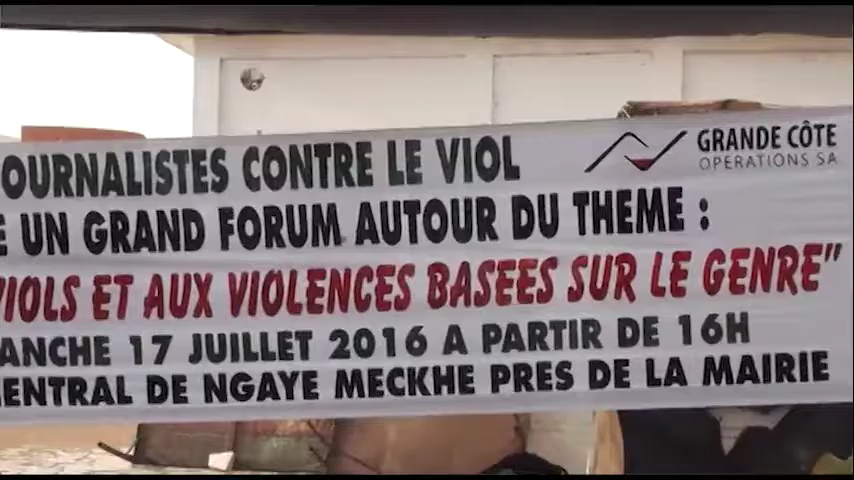 OURNALISTES CONTRE LE VIOL
GRANDE CÔTE
OPERATIONS SA
E UN GRAND FORUM AUTOUR DU THEME :
VIOLS ET AUX VIOLENCES BASEES SUR LE GENRE"
ANCHE 17 JUILLET 2016 A PARTIR DE 16H
ENTRAL DE NGAYE MECKHE PRES DE LA MAIRIE